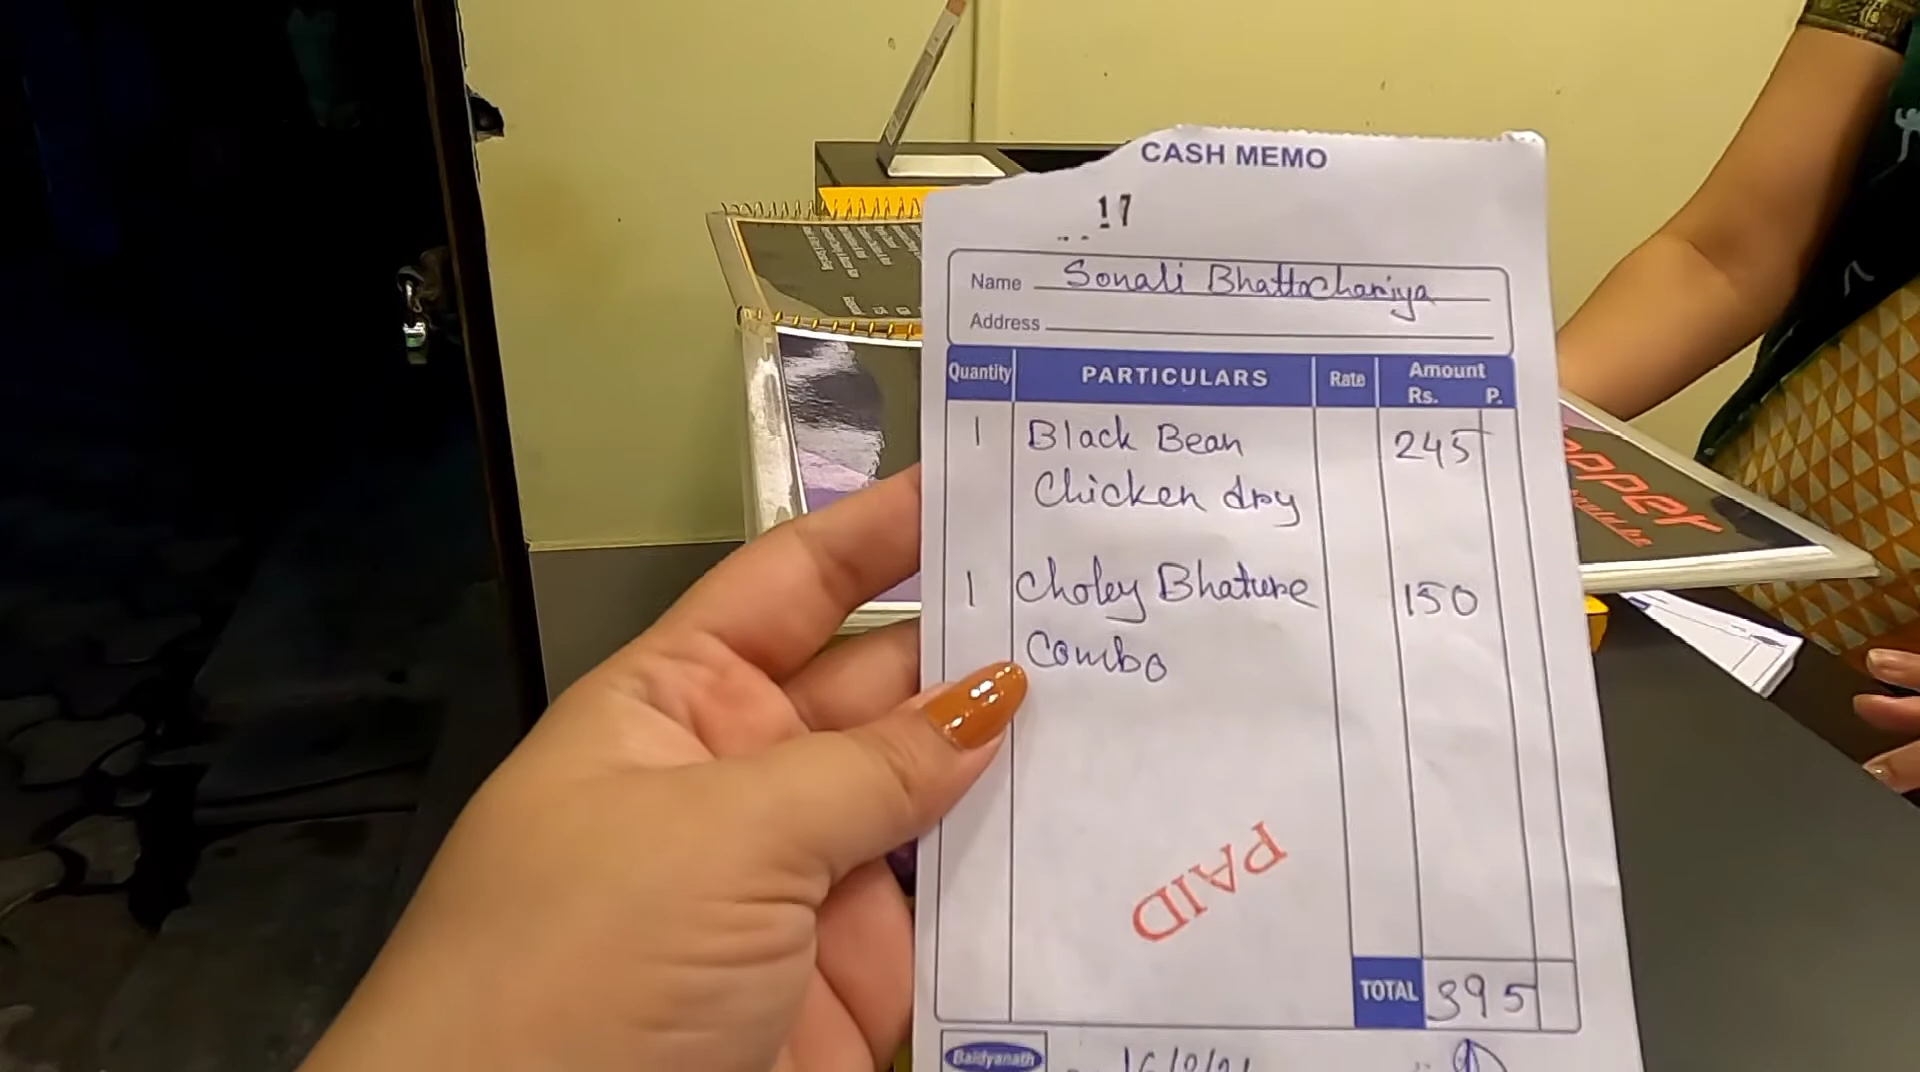 CASH MEMO
17
Name Sonali Bhattachariya
Address
Quantity PARTICULARS Rate Amount Rs. P.
1 Black Bean 245
Chicken dry
1 Choley Bhature 150
Combo
PAID
TOTAL 395
Baidyanath